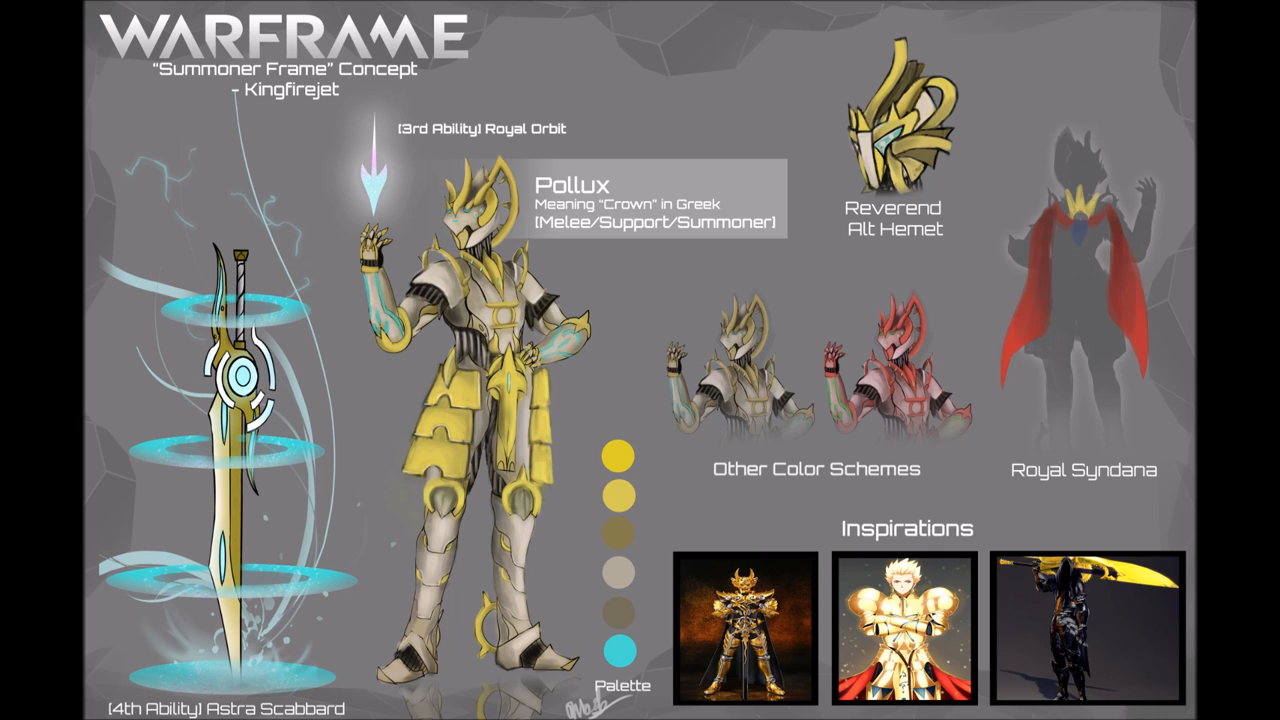 WARFRAME
“Summoner Frame” Concept
- Kingfirejet
[3rd Ability] Royal Orbit
Pollux
Meaning “Crown” in Greek
[Melee/Support/Summoner]
Reverend
Alt Hemet
Other Color Schemes
Royal Syndana
Inspirations
Palette
[4th Ability] Astra Scabbard